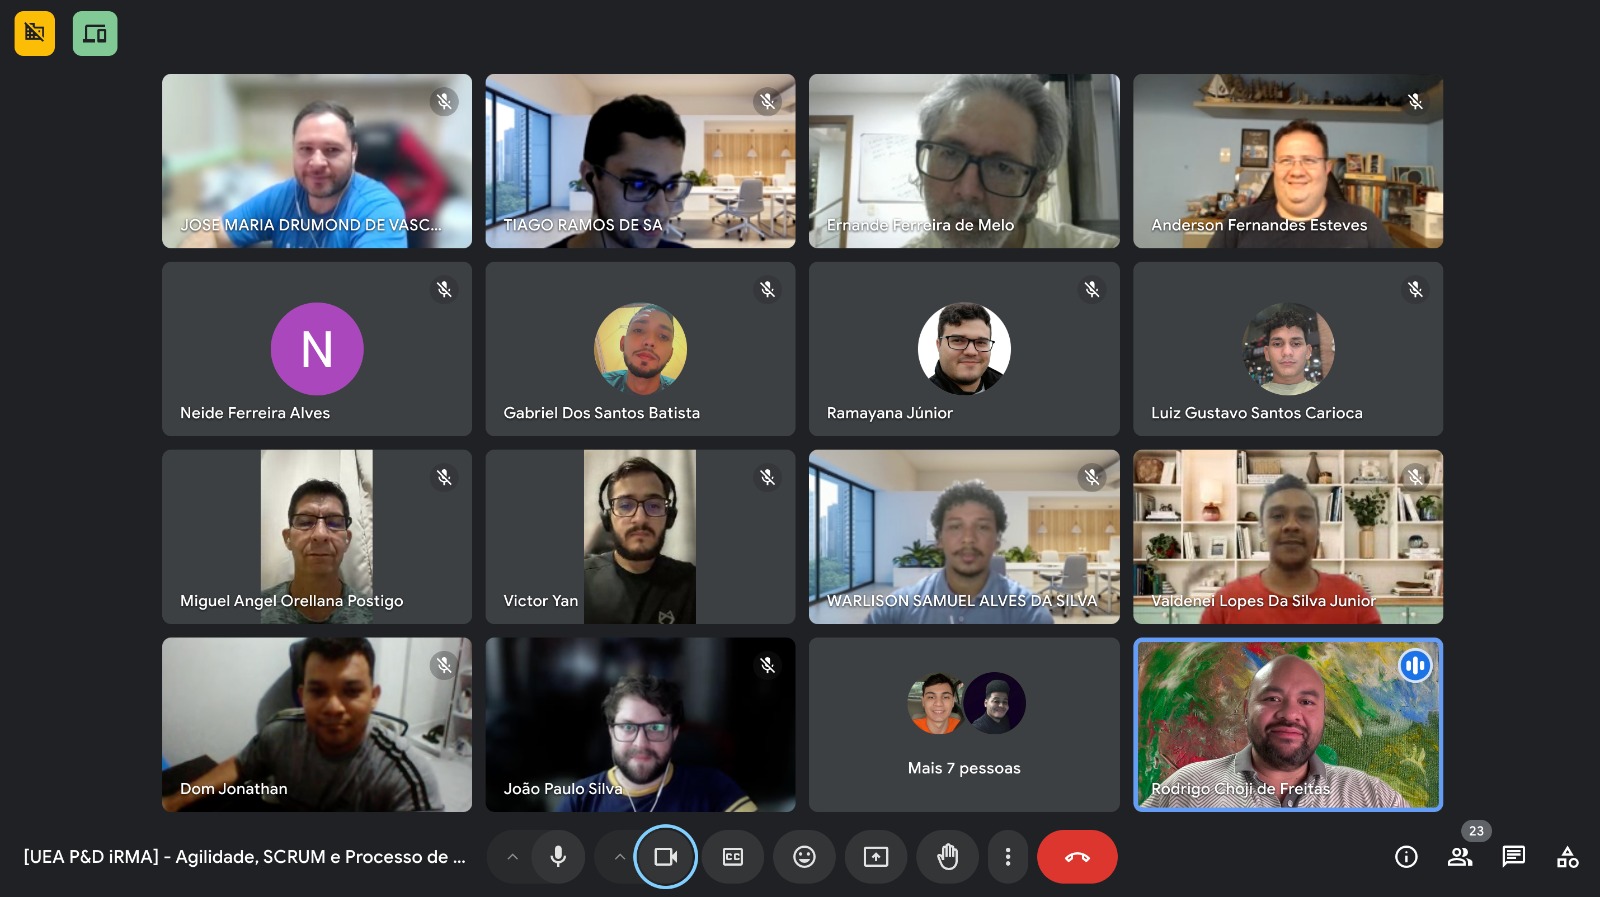 JOSE MARIA DRUMOND DE VASC...
TIAGO RAMOS DE SA
Ernande Ferreira de Melo
Anderson Fernandes Esteves
N
Neide Ferreira Alves
Gabriel Dos Santos Batista
Ramayana Júnior
Luiz Gustavo Santos Carioca
Miguel Angel Orellana Postigo
Victor Yan
WARLISON SAMUEL ALVES DA SILVA
Valdenei Lopes Da Silva Junior
Dom Jonathan
João Paulo Silva
Mais 7 pessoas
Rodrigo Choji de Freitas
[UEA P&D iRMA] - Agilidade, SCRUM e Processo de ...
CC
23